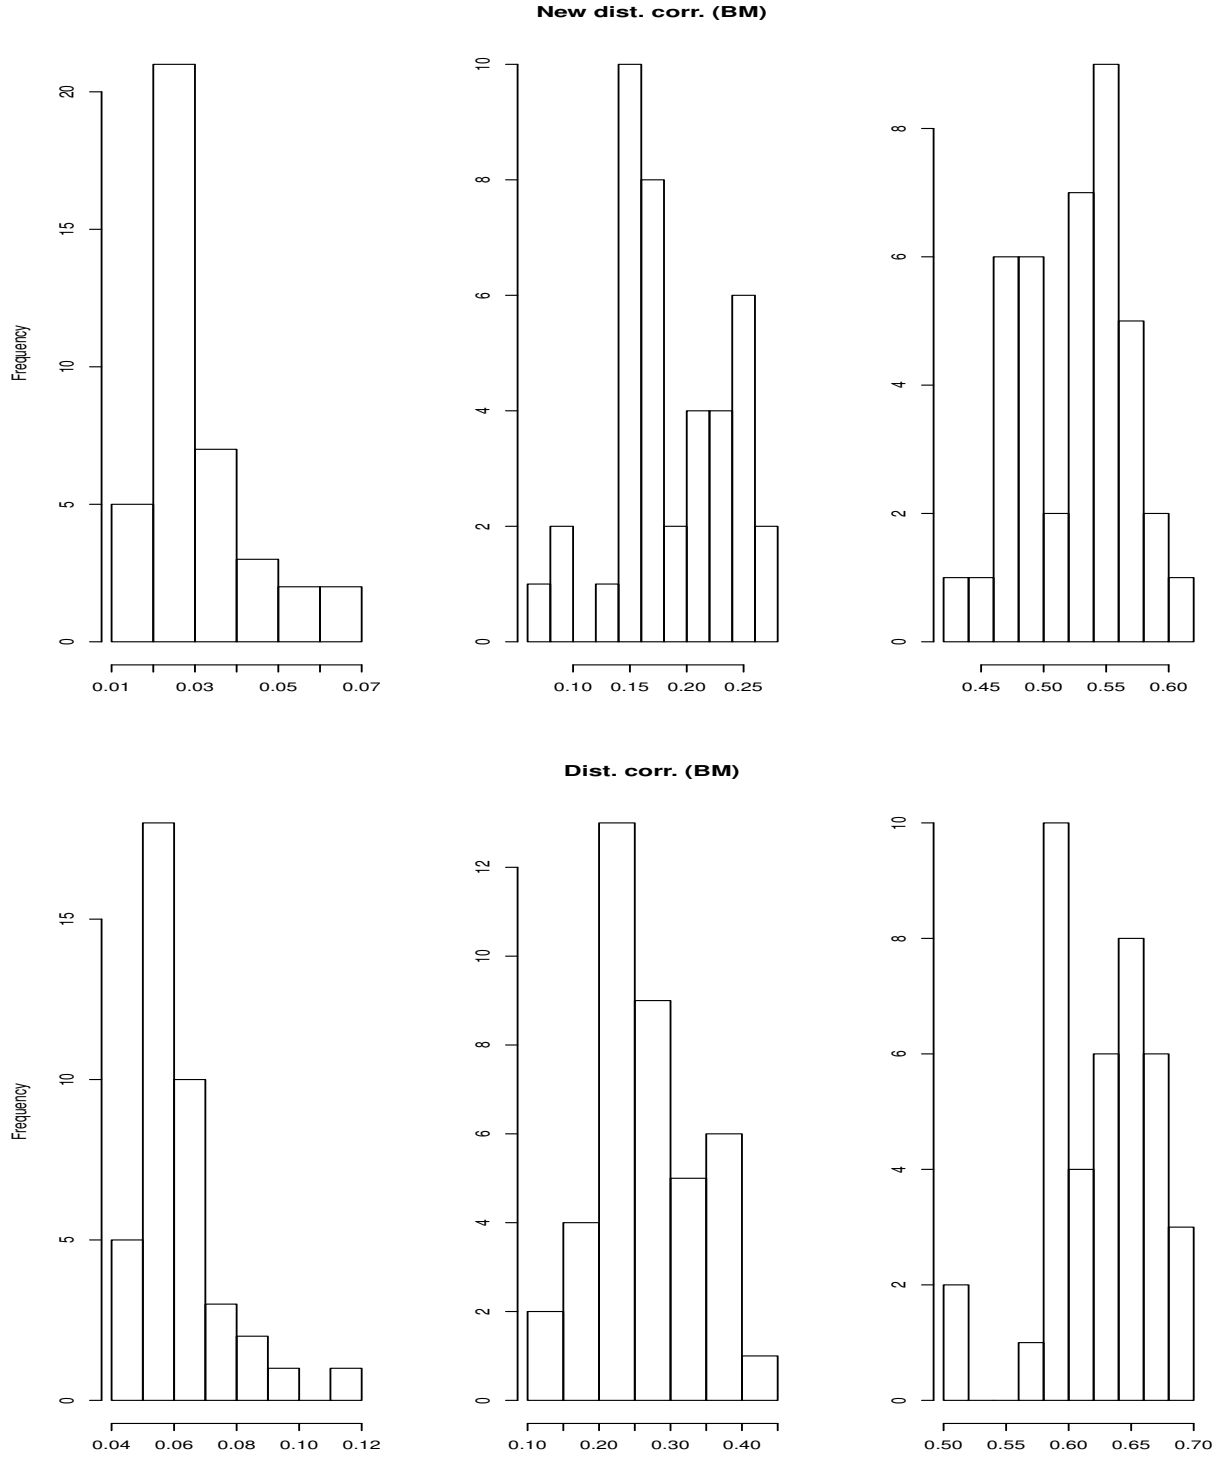 New dist. corr. (BM)
Frequency
0 5 10 15 20
0.01 0.03 0.05 0.07
0 2 4 6 8 10
0.10 0.15 0.20 0.25
0 2 4 6 8
0.45 0.50 0.55 0.60
Dist. corr. (BM)
Frequency
0 5 10 15
0.04 0.06 0.08 0.10 0.12
0 2 4 6 8 10 12
0.10 0.20 0.30 0.40
0 2 4 6 8 10
0.50 0.55 0.60 0.65 0.70